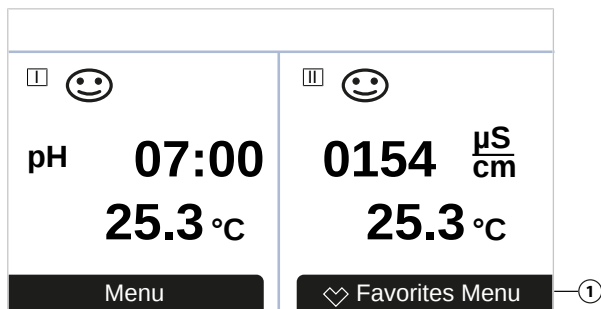 I II
pH 07:00 0154 µS/cm
25.3 °C 25.3 °C
Menu Favorites Menu 1